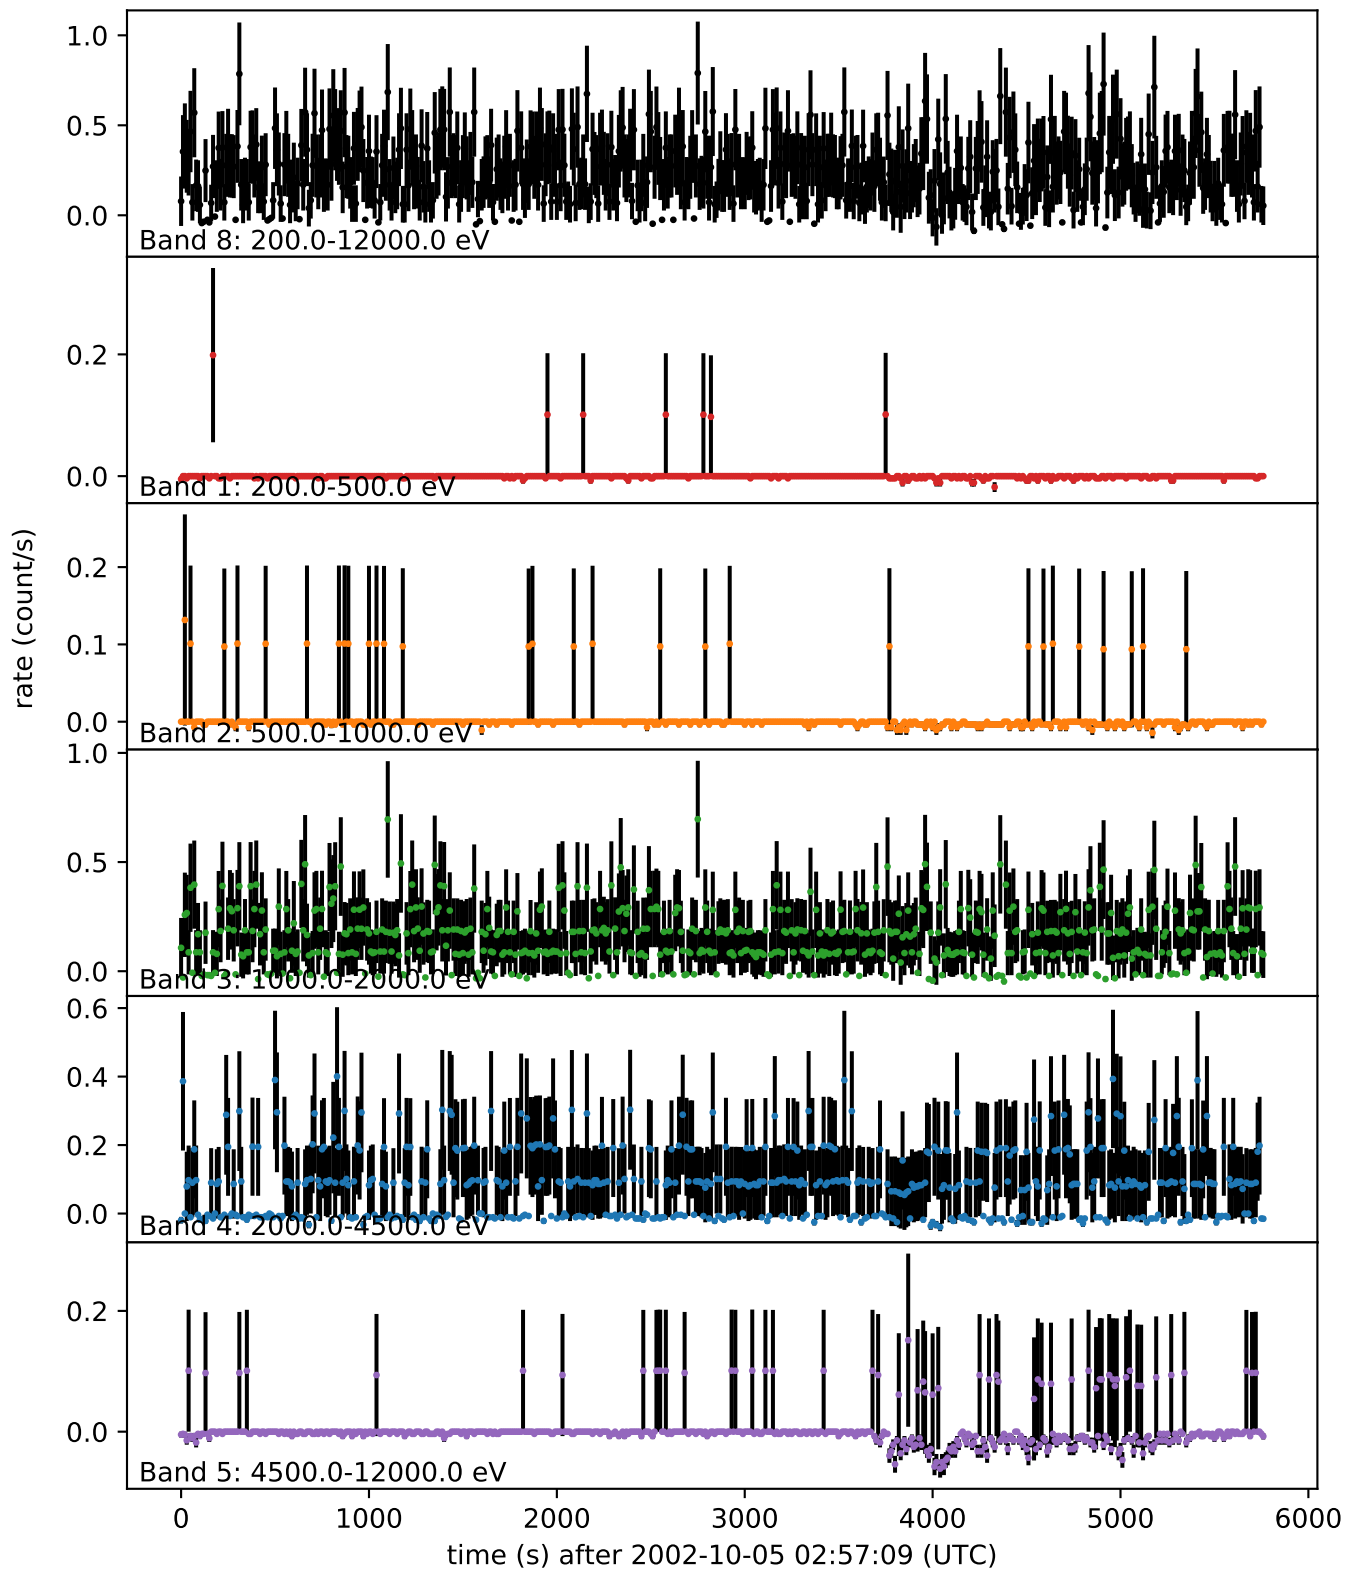 1.0
0.5
0.0
Band 8: 200.0-12000.0 eV
0.2
0.0
Band 1: 200.0-500.0 eV
0.2
0.1
0.0
Band 2: 500.0-1000.0 eV
1.0
0.5
0.0
Band 3: 1000.0-2000.0 eV
0.6
0.4
0.2
0.0
Band 4: 2000.0-4500.0 eV
0.2
0.0
Band 5: 4500.0-12000.0 eV
rate (count/s)
0 1000 2000 3000 4000 5000 6000
time (s) after 2002-10-05 02:57:09 (UTC)